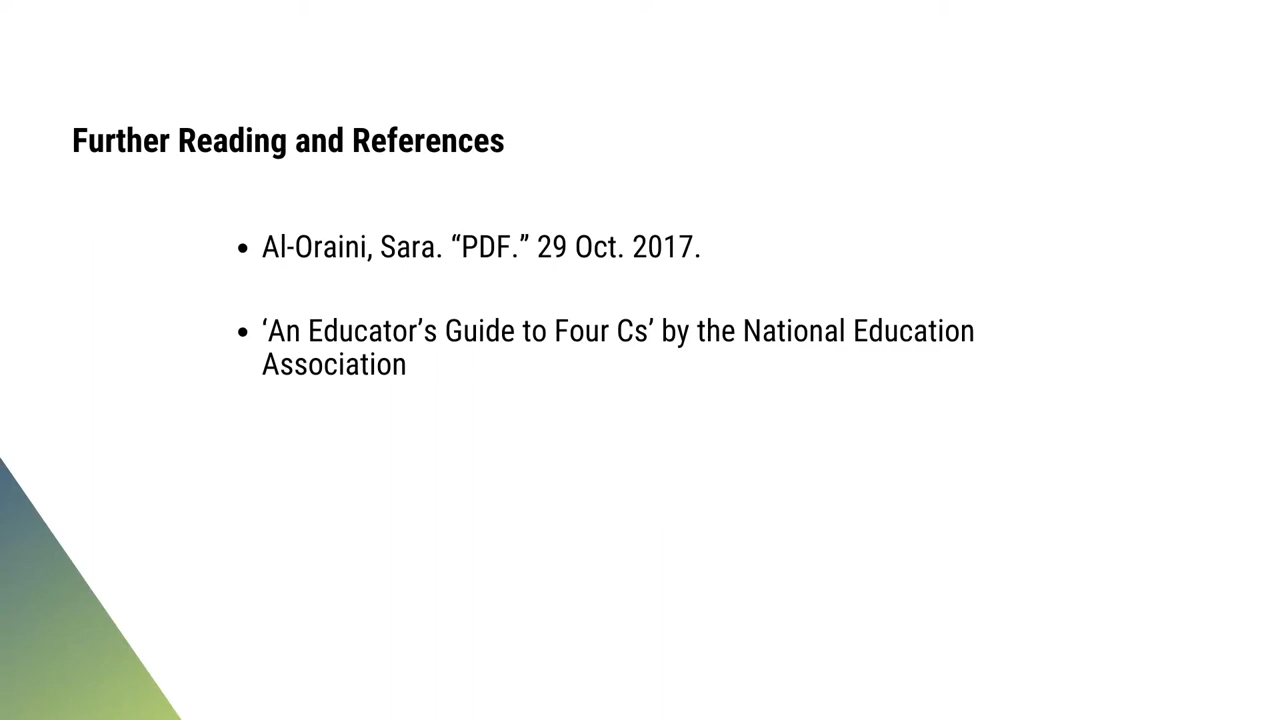 Further Reading and References
• Al-Oraini, Sara. “PDF.” 29 Oct. 2017.
• ‘An Educator’s Guide to Four Cs’ by the National Education
Association